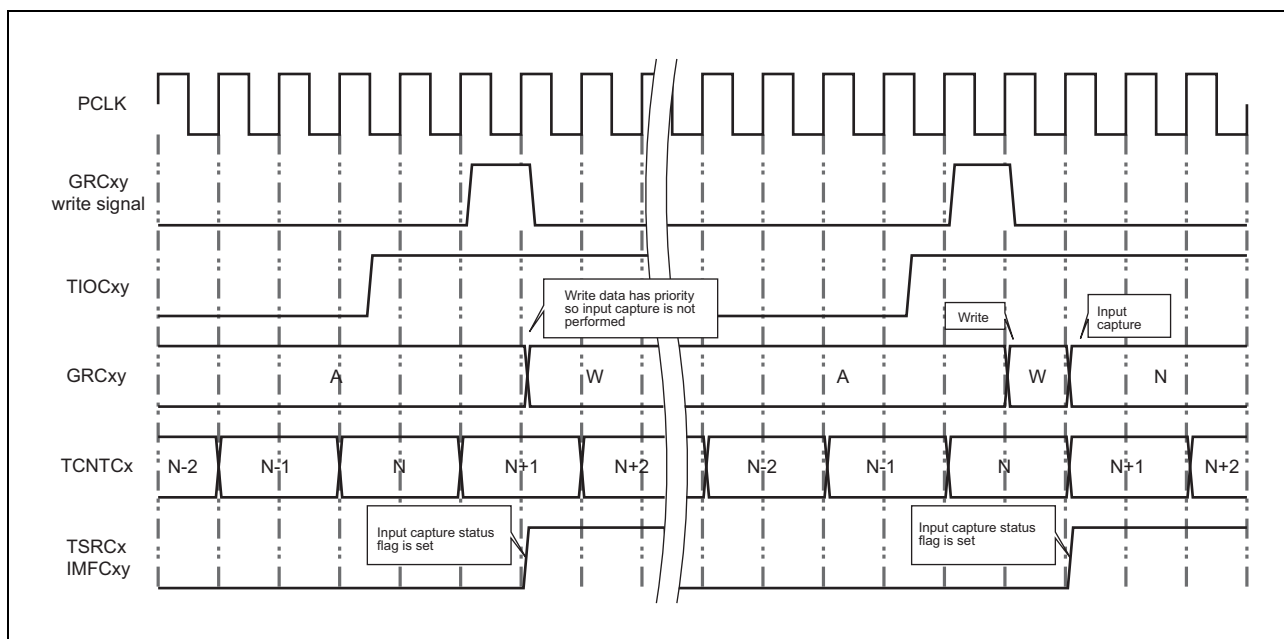 PCLK
GRCxy
write signal
TIOCxy
Write data has priority
so input capture is not
performed
Write
Input
capture
GRCxy
A
W
A
W
N
TCNTCx
N-2
N-1
N
N+1
N+2
N-2
N-1
N
N+1
N+2
Input capture status
flag is set
Input capture status
flag is set
TSRCx
IMFCxy